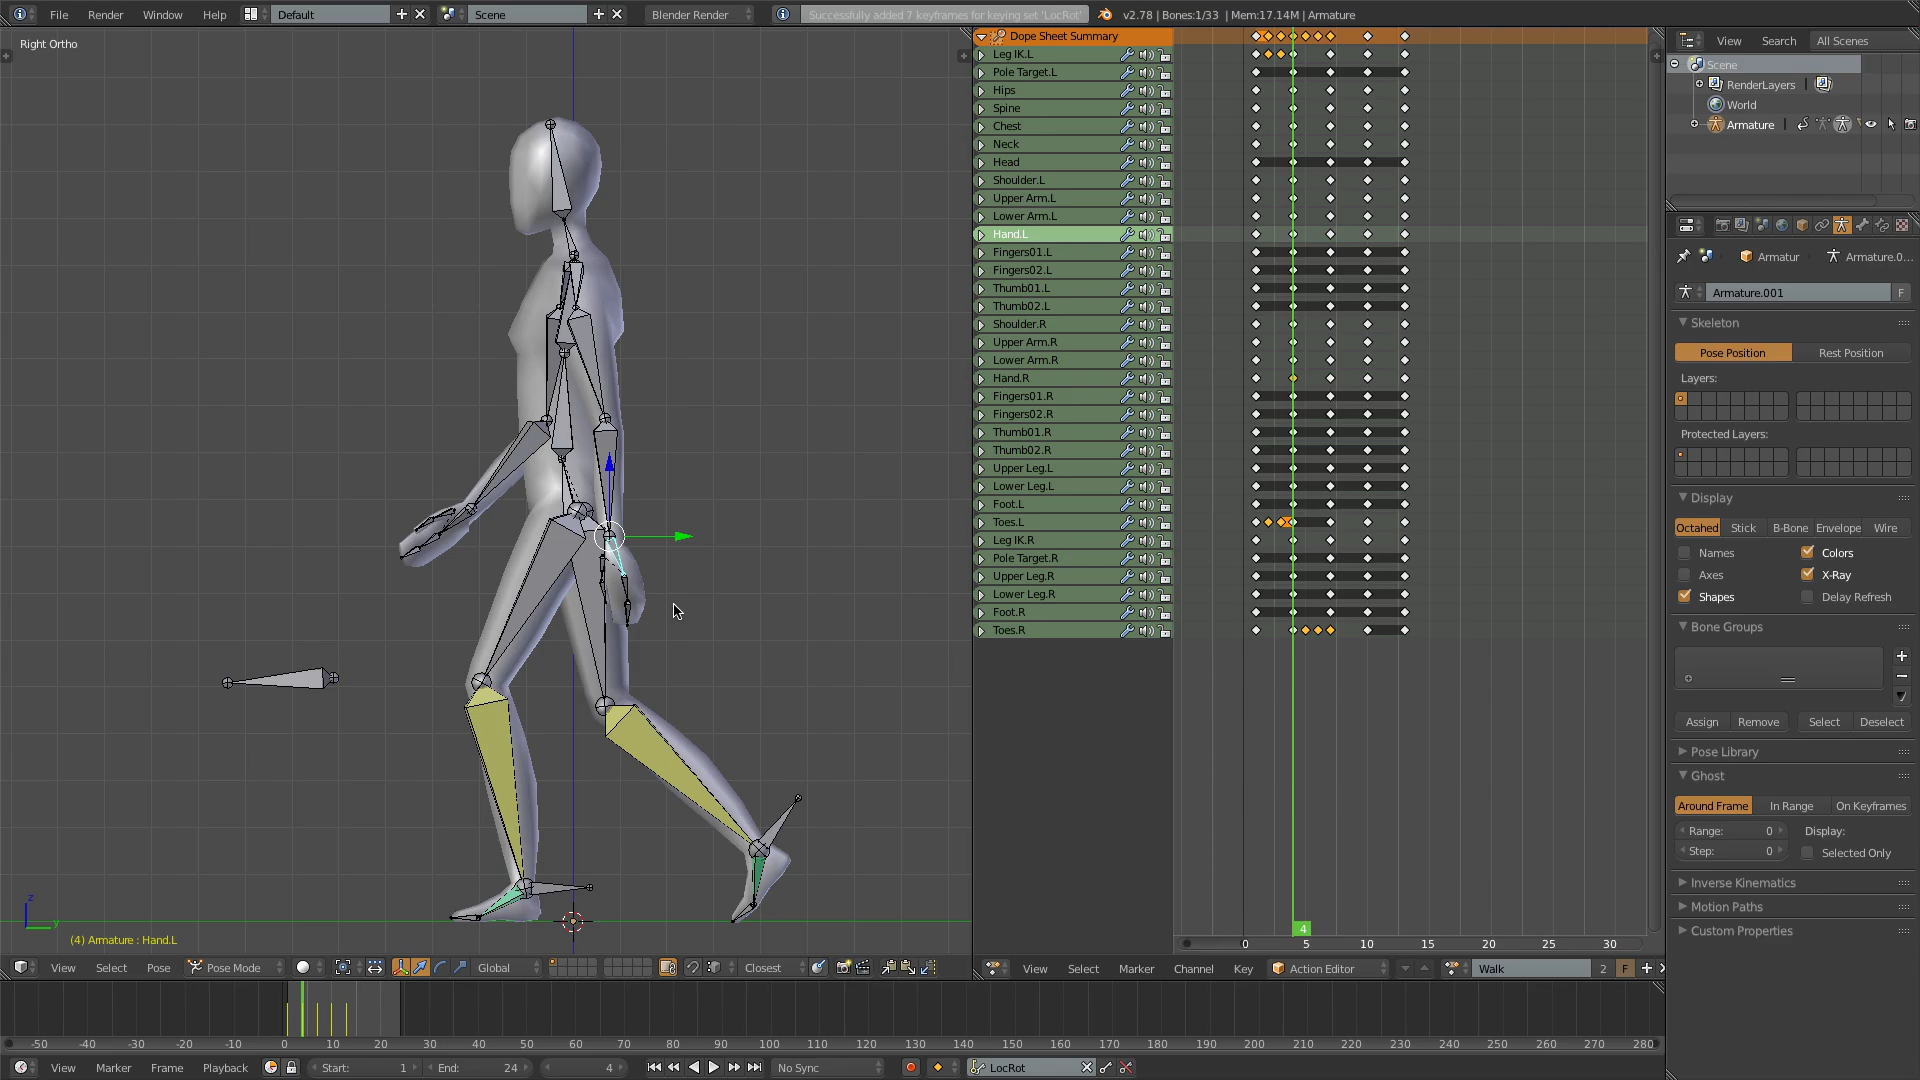 File Render Window Help Default Scene Blender Render Successfully added 7 keyframes for keying set 'LocRot' v2.78 | Bones:1/33 | Mem:17.14M | Armature
Right Ortho
Dope Sheet Summary
Leg IK.L
Pole Target.L
Hips
Spine
Chest
Neck
Head
Shoulder.L
Upper Arm.L
Lower Arm.L
Hand.L
Fingers01.L
Fingers02.L
Thumb01.L
Thumb02.L
Shoulder.R
Upper Arm.R
Lower Arm.R
Hand.R
Fingers01.R
Fingers02.R
Thumb01.R
Thumb02.R
Upper Leg.L
Lower Leg.L
Foot.L
Toes.L
Leg IK.R
Pole Target.R
Upper Leg.R
Lower Leg.R
Foot.R
Toes.R
4
0 5 10 15 20 25 30
View Search All Scenes
Scene
RenderLayers |
World
Armature |
Armatur Armature.0...
Armature.001 F
Skeleton
Pose Position Rest Position
Layers:
Protected Layers:
Display
Octahed Stick B-Bone Envelope Wire
Names Colors
Axes X-Ray
Shapes Delay Refresh
Bone Groups
Assign Remove Select Deselect
Pose Library
Ghost
Around Frame In Range On Keyframes
Range: 0 Display:
Step: 0 Selected Only
Inverse Kinematics
Motion Paths
Custom Properties
z
y
(4) Armature : Hand.L
View Select Pose Pose Mode Global Closest
View Select Marker Channel Key Action Editor Walk 2 F
-50 -40 -30 -20 -10 0 10 20 30 40 50 60 70 80 90 100 110 120 130 140 150 160 170 180 190 200 210 220 230 240 250 260 270 280
View Marker Frame Playback Start: 1 End: 24 4 No Sync LocRot